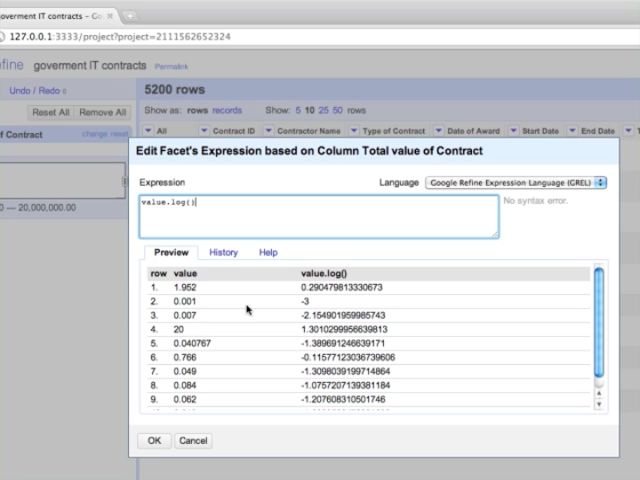 overment IT contracts - Go
127.0.0.1:3333/project?project=2111562652324
efine goverment IT contracts Permalink
Undo / Redo 6
5200 rows
Reset All Remove All
Show as: rows records Show: 5 10 25 50 rows
of Contract change reset
All Contract ID Contractor Name Type of Contract Date of Award Start Date End Date T
0 — 20,000,000.00
Edit Facet's Expression based on Column Total value of Contract
Expression Language Google Refine Expression Language (GREL)
value.log()
No syntax error.
Preview History Help
row value value.log()
1. 1.952 0.290479813330673
2. 0.001 -3
3. 0.007 -2.154901959985743
4. 20 1.3010299956639813
5. 0.040767 -1.389691246639171
6. 0.766 -0.11577123036739606
7. 0.049 -1.3098039199714864
8. 0.084 -1.0757207139381184
9. 0.062 -1.207608310501746
OK Cancel